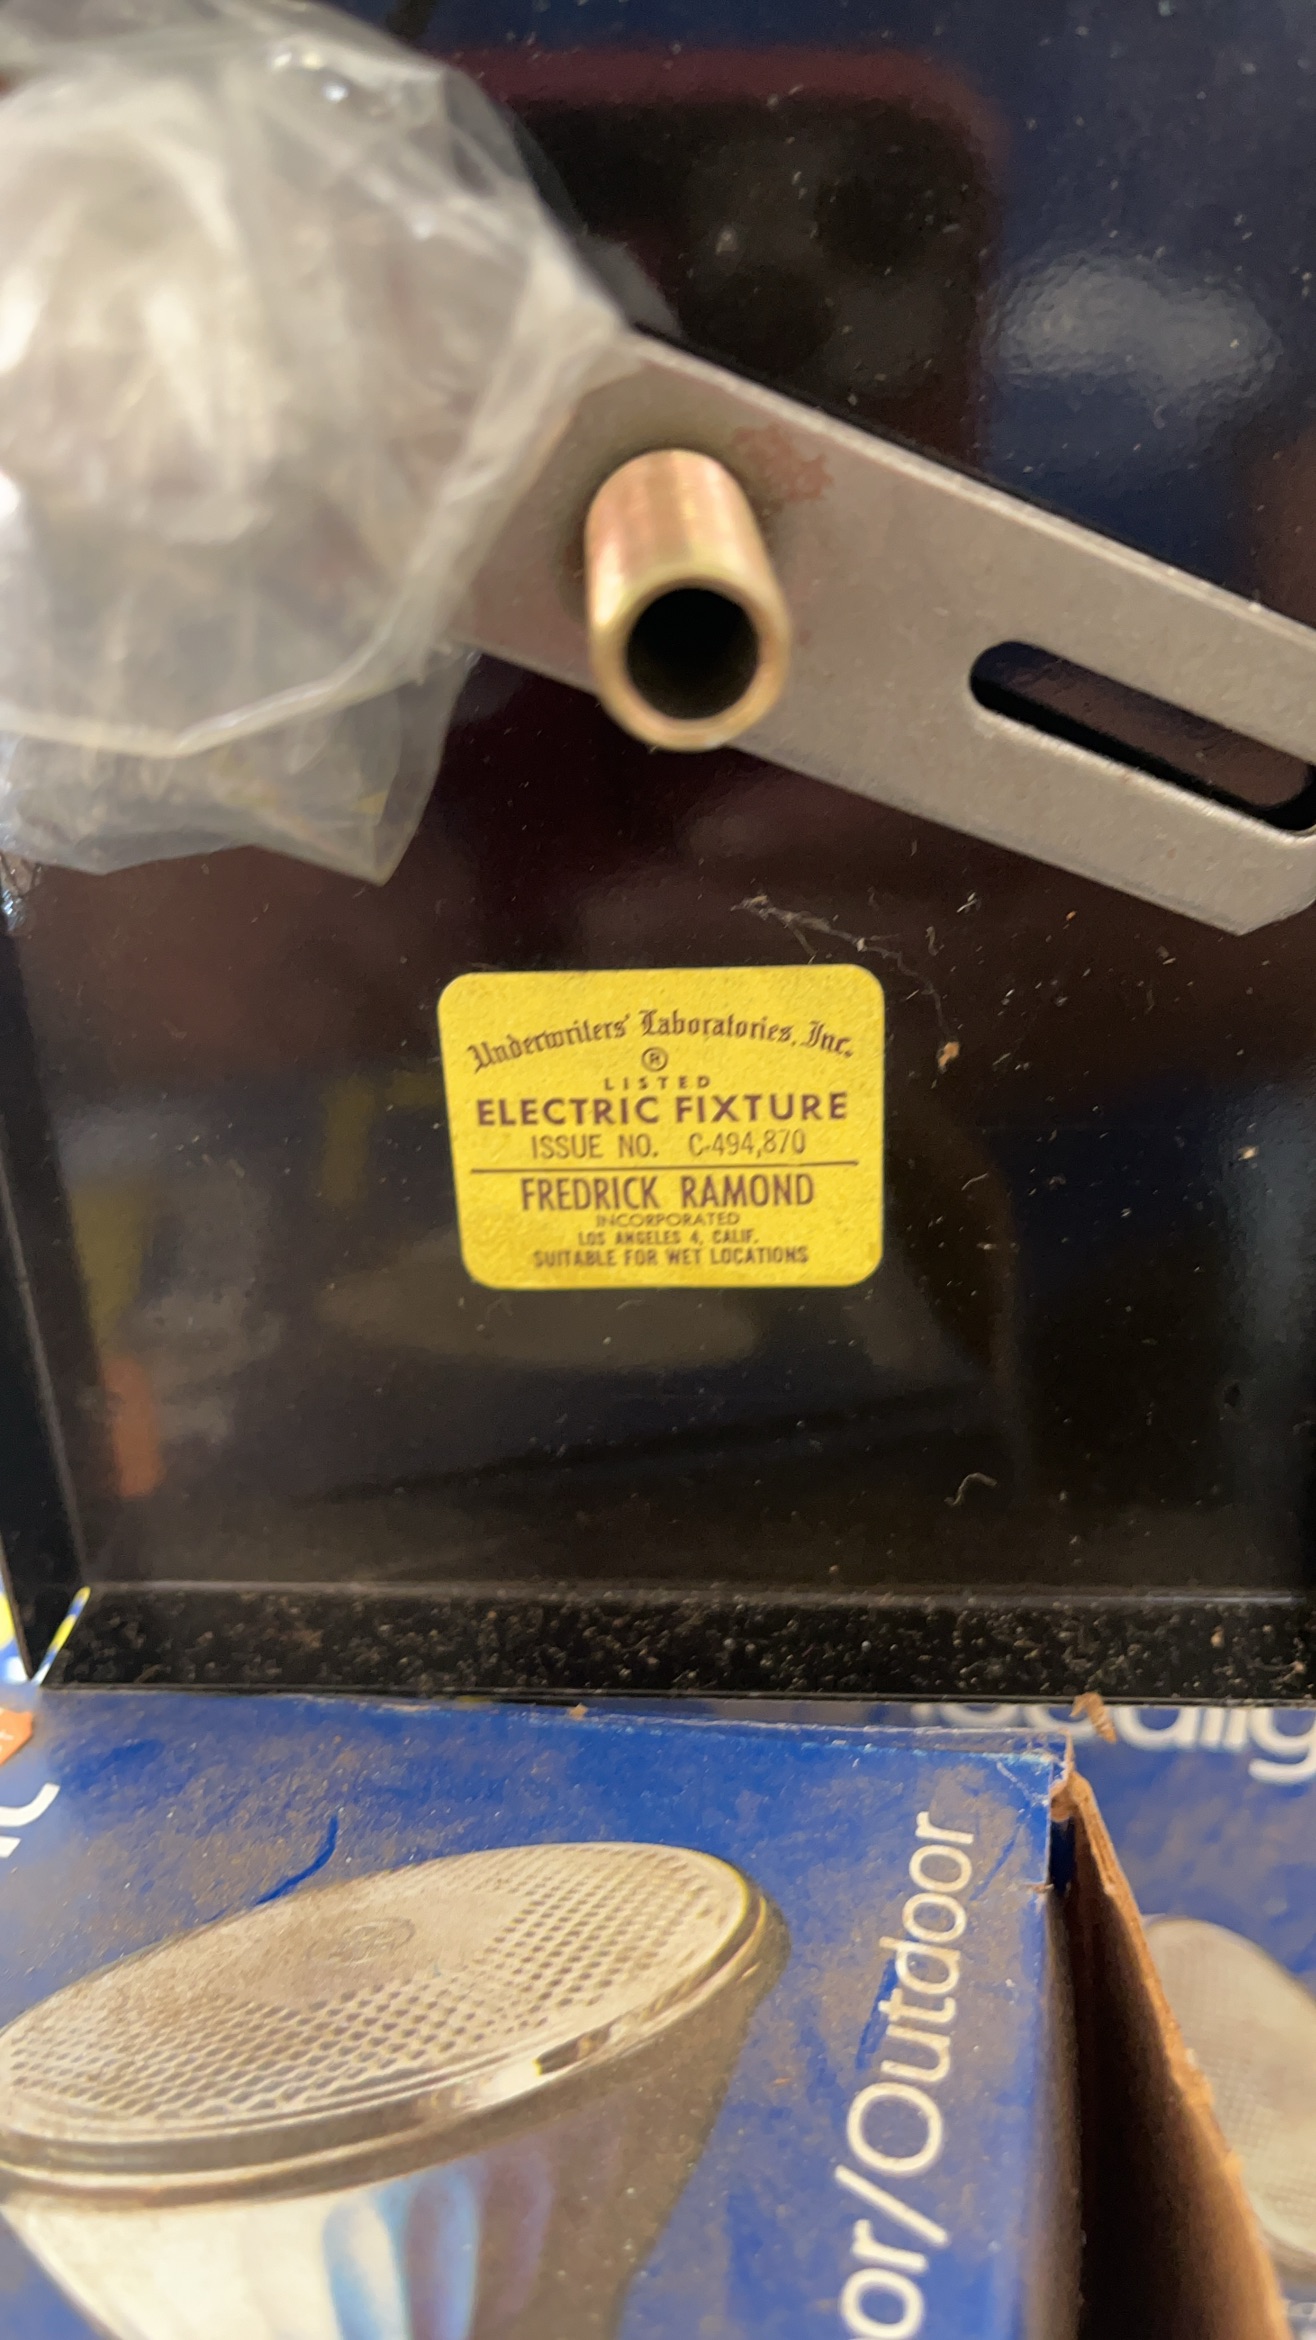 Underwriters' Laboratories, Inc.
®
LISTED
ELECTRIC FIXTURE
ISSUE NO. C-494,870
FREDRICK RAMOND
INCORPORATED
LOS ANGELES 4, CALIF.
SUITABLE FOR WET LOCATIONS
or/Outdoor